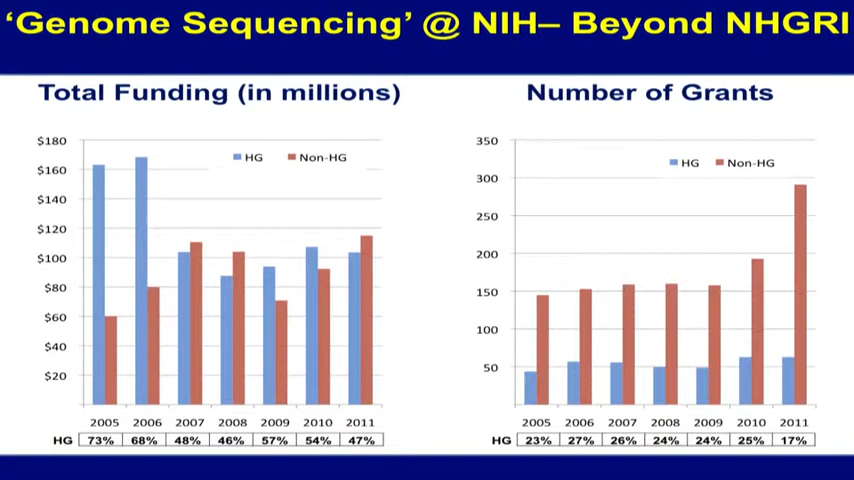 ‘Genome Sequencing’ @ NIH– Beyond NHGRI
Total Funding (in millions)
$180
$160
$140
$120
$100
$80
$60
$40
$20
HG
Non-HG
2005 2006 2007 2008 2009 2010 2011
HG 73% 68% 48% 46% 57% 54% 47%
Number of Grants
350
300
250
200
150
100
50
HG
Non-HG
2005 2006 2007 2008 2009 2010 2011
HG 23% 27% 26% 24% 24% 25% 17%